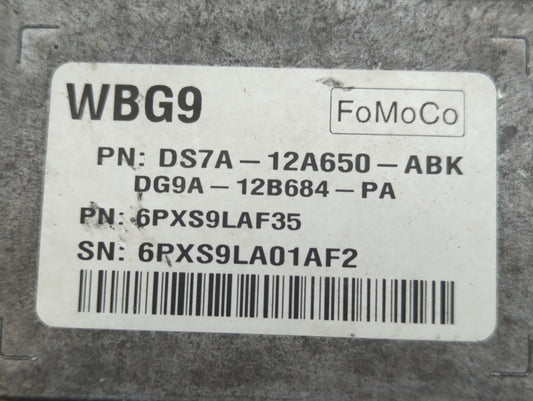 WBG9
FoMoCo
PN: DS7A-12A650-ABK
DG9A-12B684-PA
PN: 6PXS9LAF35
SN: 6PXS9LA01AF2